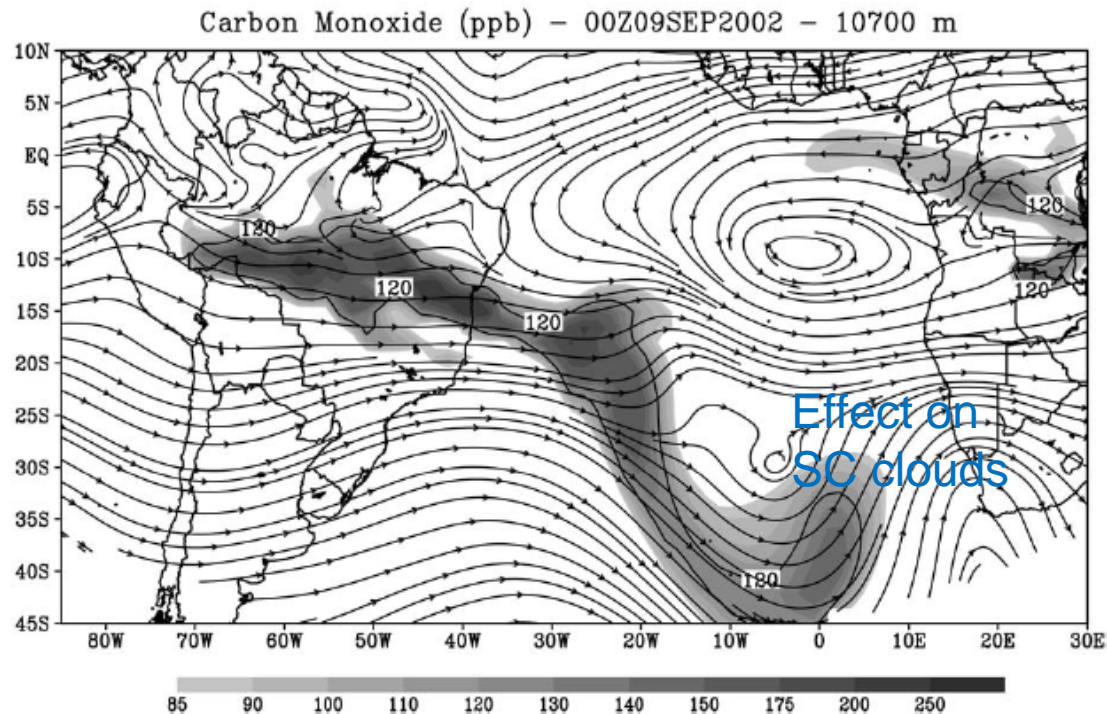 Carbon Monoxide (ppb) – 00Z09SEP2002 – 10700 m
10N
5N
EQ
5S
10S
15S
20S
25S
30S
35S
40S
45S
120
120
120
120
120
120
Effect on
SC clouds
80W 70W 60W 50W 40W 30W 20W 10W 0 10E 20E 30E
85 90 100 110 120 130 140 150 175 200 250